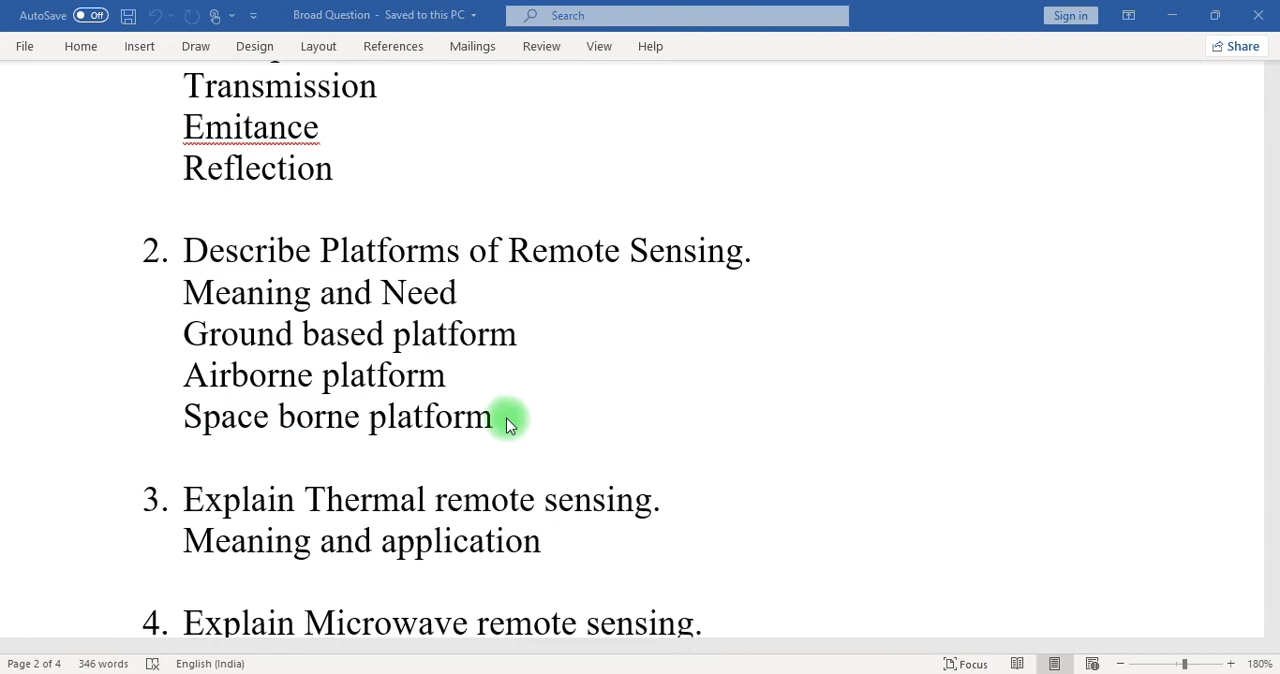 AutoSave Off Broad Question - Saved to this PC Search Sign in
File Home Insert Draw Design Layout References Mailings Review View Help Share
Transmission
Emitance
Reflection
2. Describe Platforms of Remote Sensing.
Meaning and Need
Ground based platform
Airborne platform
Space borne platform
3. Explain Thermal remote sensing.
Meaning and application
4. Explain Microwave remote sensing.
Page 2 of 4 346 words English (India) Focus 180%